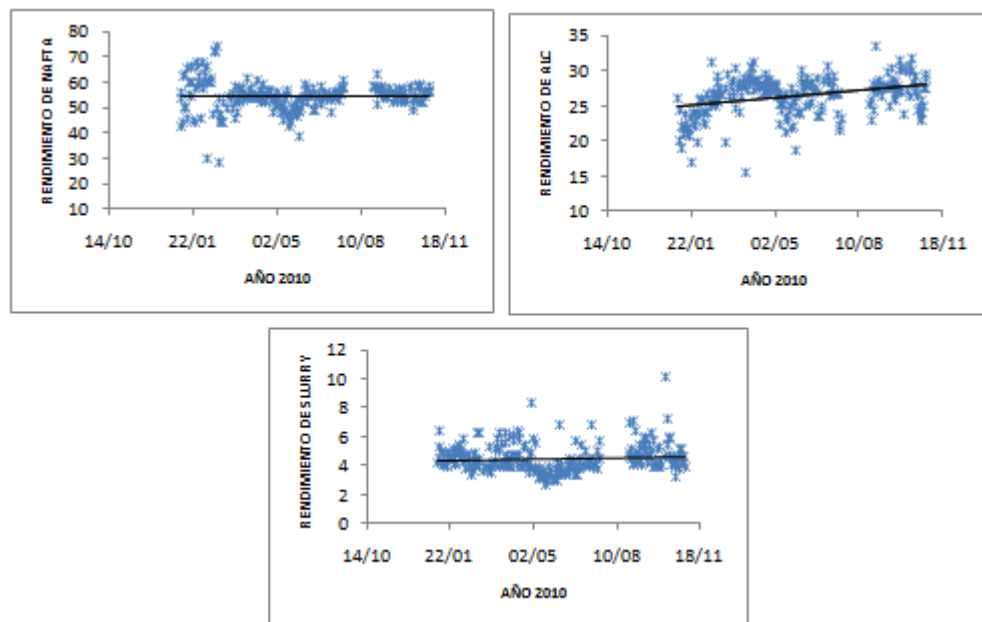 RENDIMIENTO DE NAFTA
80
70
60
50
40
30
20
10
14/10 22/01 02/05 10/08 18/11
AÑO 2010
RENDIMIENTO DE ALC
35
30
25
20
15
10
14/10 22/01 02/05 10/08 18/11
AÑO 2010
RENDIMIENTO DE SLURRY
12
10
8
6
4
2
0
14/10 22/01 02/05 10/08 18/11
AÑO 2010